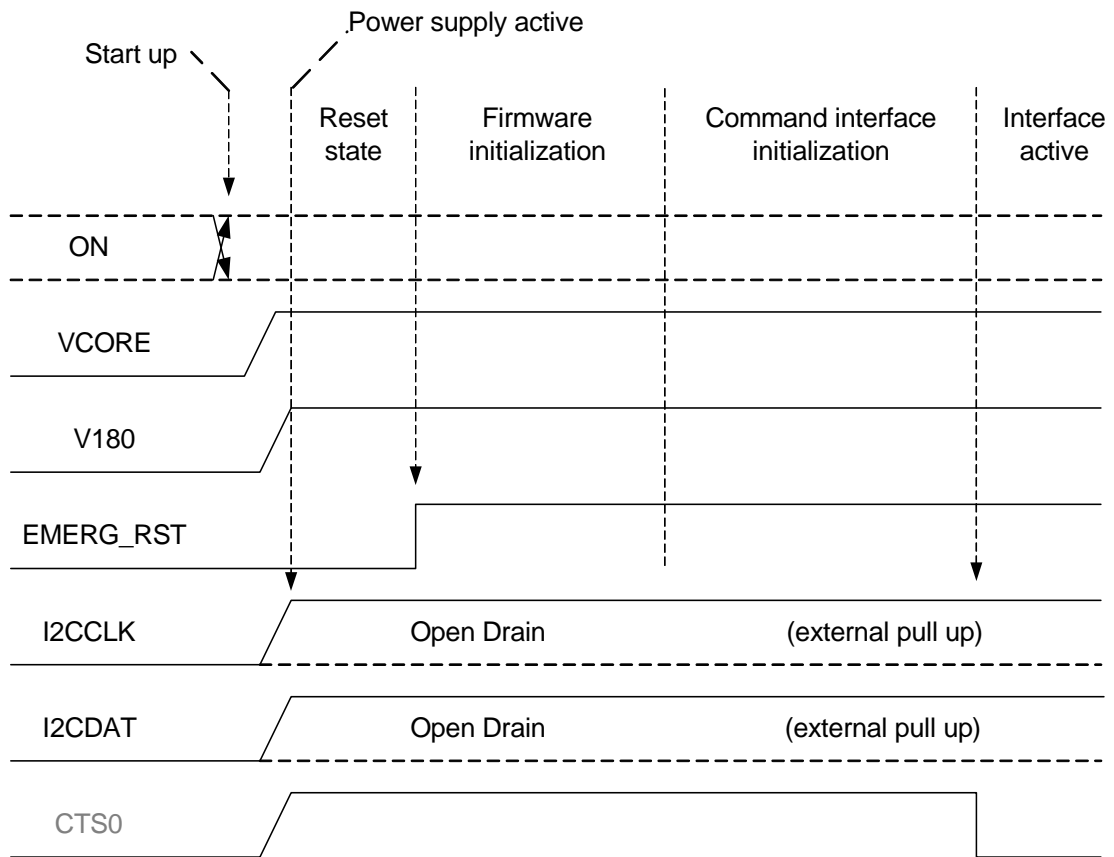 Power supply active
Start up
Reset
state
Firmware
initialization
Command interface
initialization
Interface
active
ON
VCORE
V180
EMERG_RST
I2CCLK
Open Drain
(external pull up)
I2CDAT
Open Drain
(external pull up)
CTS0